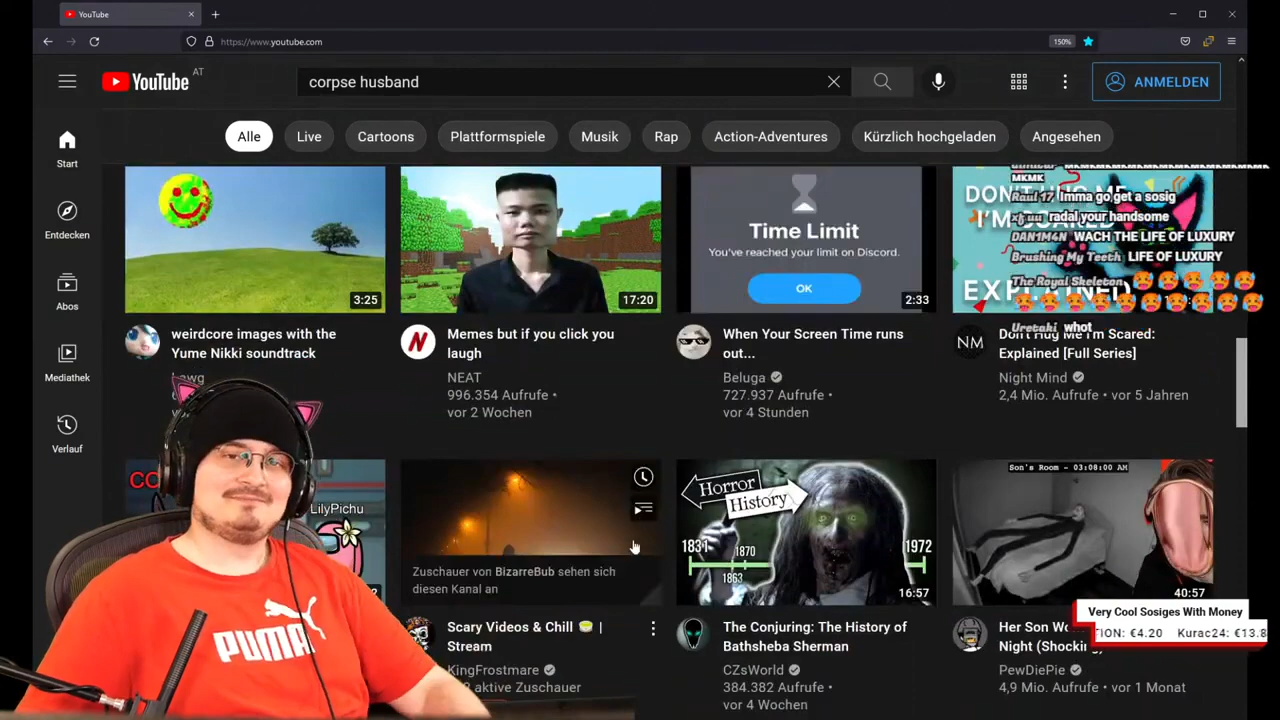 YouTube
https://www.youtube.com
150%
YouTube AT
corpse husband
ANMELDEN
Start
Entdecken
Abos
Mediathek
Verlauf
Alle
Live
Cartoons
Plattformspiele
Musik
Rap
Action-Adventures
Kürzlich hochgeladen
Angesehen
3:25
weirdcore images with the
Yume Nikki soundtrack
17:20
Memes but if you click you
laugh
NEAT
996.354 Aufrufe •
vor 2 Wochen
Time Limit
You've reached your limit on Discord.
OK
2:33
When Your Screen Time runs
out...
Beluga
727.937 Aufrufe •
vor 4 Stunden
DON'T HUG ME
I'M SCARED
EXPLAINED
NM
Don't Hug Me I'm Scared:
Explained [Full Series]
Night Mind
2,4 Mio. Aufrufe • vor 5 Jahren
MKMK
Raul 17 Imma go get a sosig
radal your handsome
DAN1M4N WACH THE LIFE OF LUXURY
Brushing My Teeth LIFE OF LUXURY
The Royal Skeleton
Uretaki whot
CO
LilyPichu
Zuschauer von BizarreBub sehen sich
diesen Kanal an
Scary Videos & Chill |
Stream
KingFrostmare
aktive Zuschauer
Horror
History
1831
1870
1863
1972
16:57
The Conjuring: The History of
Bathsheba Sherman
CZsWorld
384.382 Aufrufe •
vor 4 Wochen
Son's Room - 03:08:00 AM
40:57
Her Son
Night (Shocking)
PewDiePie
4,9 Mio. Aufrufe • vor 1 Monat
Very Cool Sosiges With Money
TION: €4.20 Kurac24: €13.8
PUMA